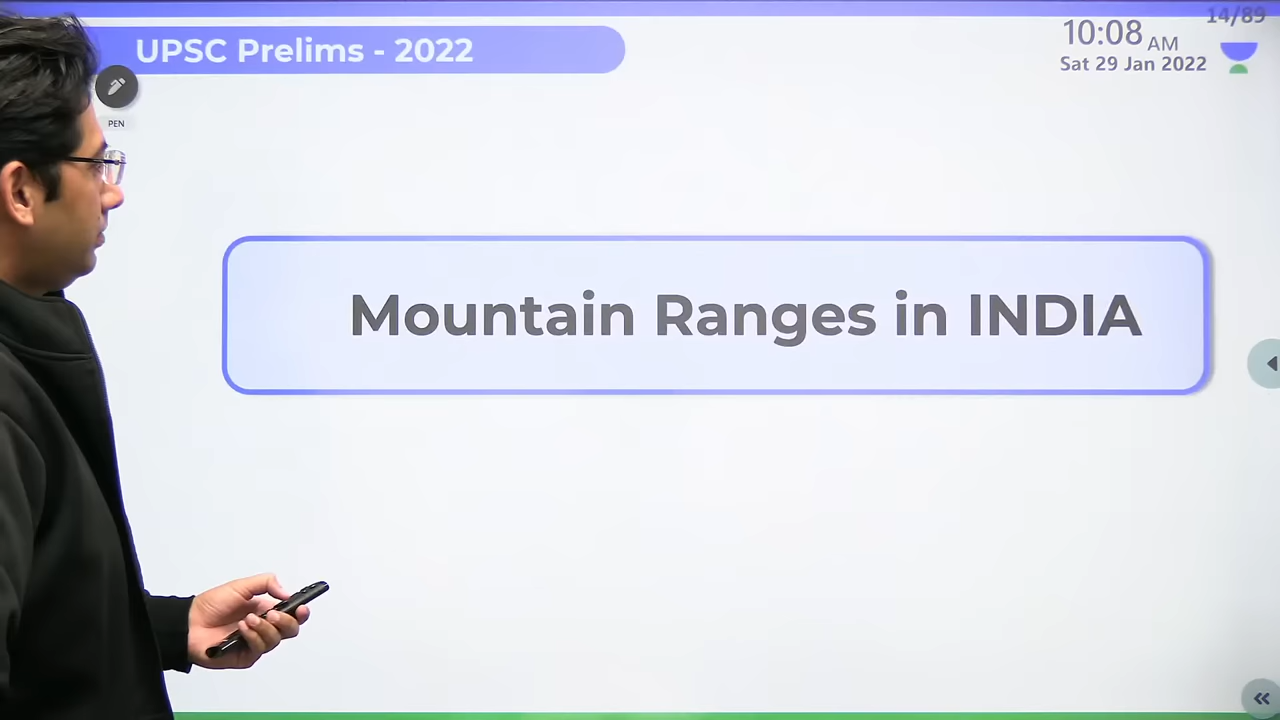 14/89
UPSC Prelims - 2022
10:08 AM
Sat 29 Jan 2022
PEN
Mountain Ranges in INDIA